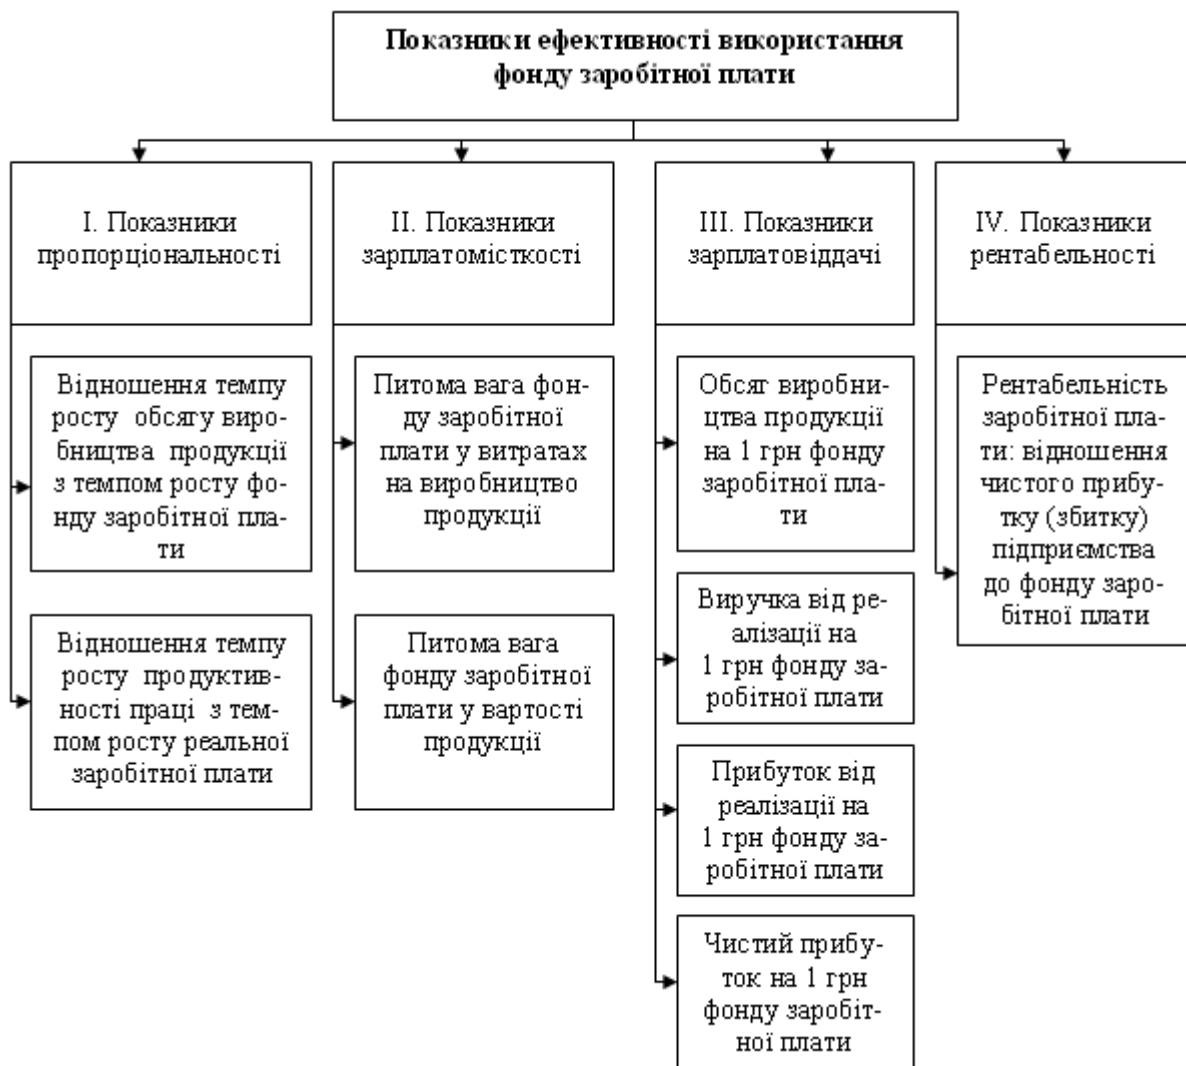 Показники ефективності використання
фонду заробітної плати
І. Показники
пропорціональності
ІІ. Показники
зарплатомісткості
ІІІ. Показники
зарплатовіддачі
IV. Показники
рентабельності
Відношення темпу
росту обсягу виро-
бництва продукції
з темпом росту фо-
нду заробітної пла-
ти
Відношення темпу
росту продуктив-
ності праці з тем-
пом росту реальної
заробітної плати
Питома вага фон-
ду заробітної
плати у витратах
на виробництво
продукції
Питома вага
фонду заробітної
плати у вартості
продукції
Обсяг виробни-
цтва продукції
на 1 грн фонду
заробітної пла-
ти
Виручка від ре-
алізації на
1 грн фонду за-
робітної плати
Прибуток від
реалізації на
1 грн фонду за-
робітної плати
Чистий прибу-
ток на 1 грн
фонду заробіт-
ної плати
Рентабельність
заробітної пла-
ти: відношення
чистого прибу-
тку (збитку)
підприємства
до фонду заро-
бітної плати